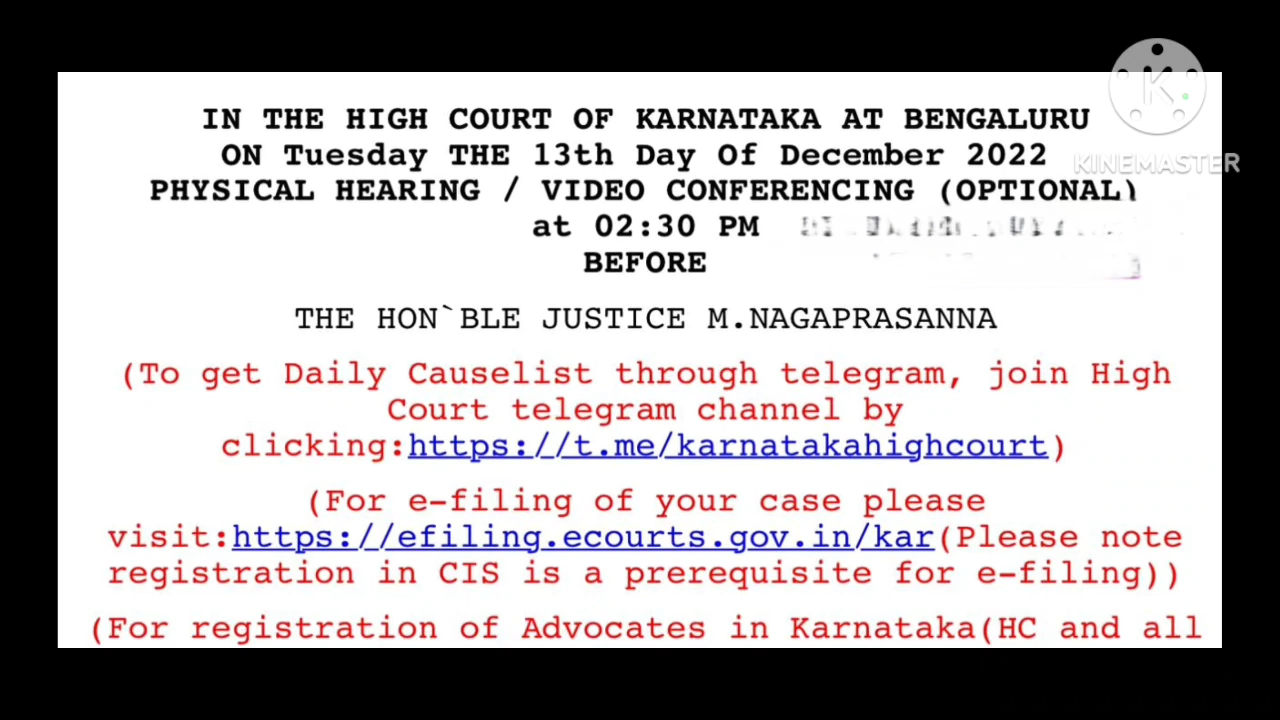 IN THE HIGH COURT OF KARNATAKA AT BENGALURU
ON Tuesday THE 13th Day Of December 2022
PHYSICAL HEARING / VIDEO CONFERENCING (OPTIONAL)
at 02:30 PM
BEFORE
THE HON`BLE JUSTICE M.NAGAPRASANNA
(To get Daily Causelist through telegram, join High
Court telegram channel by
clicking:https://t.me/karnatakahighcourt)
(For e-filing of your case please
visit:https://efiling.ecourts.gov.in/kar(Please note
registration in CIS is a prerequisite for e-filing))
(For registration of Advocates in Karnataka(HC and all
K
KINEMASTER